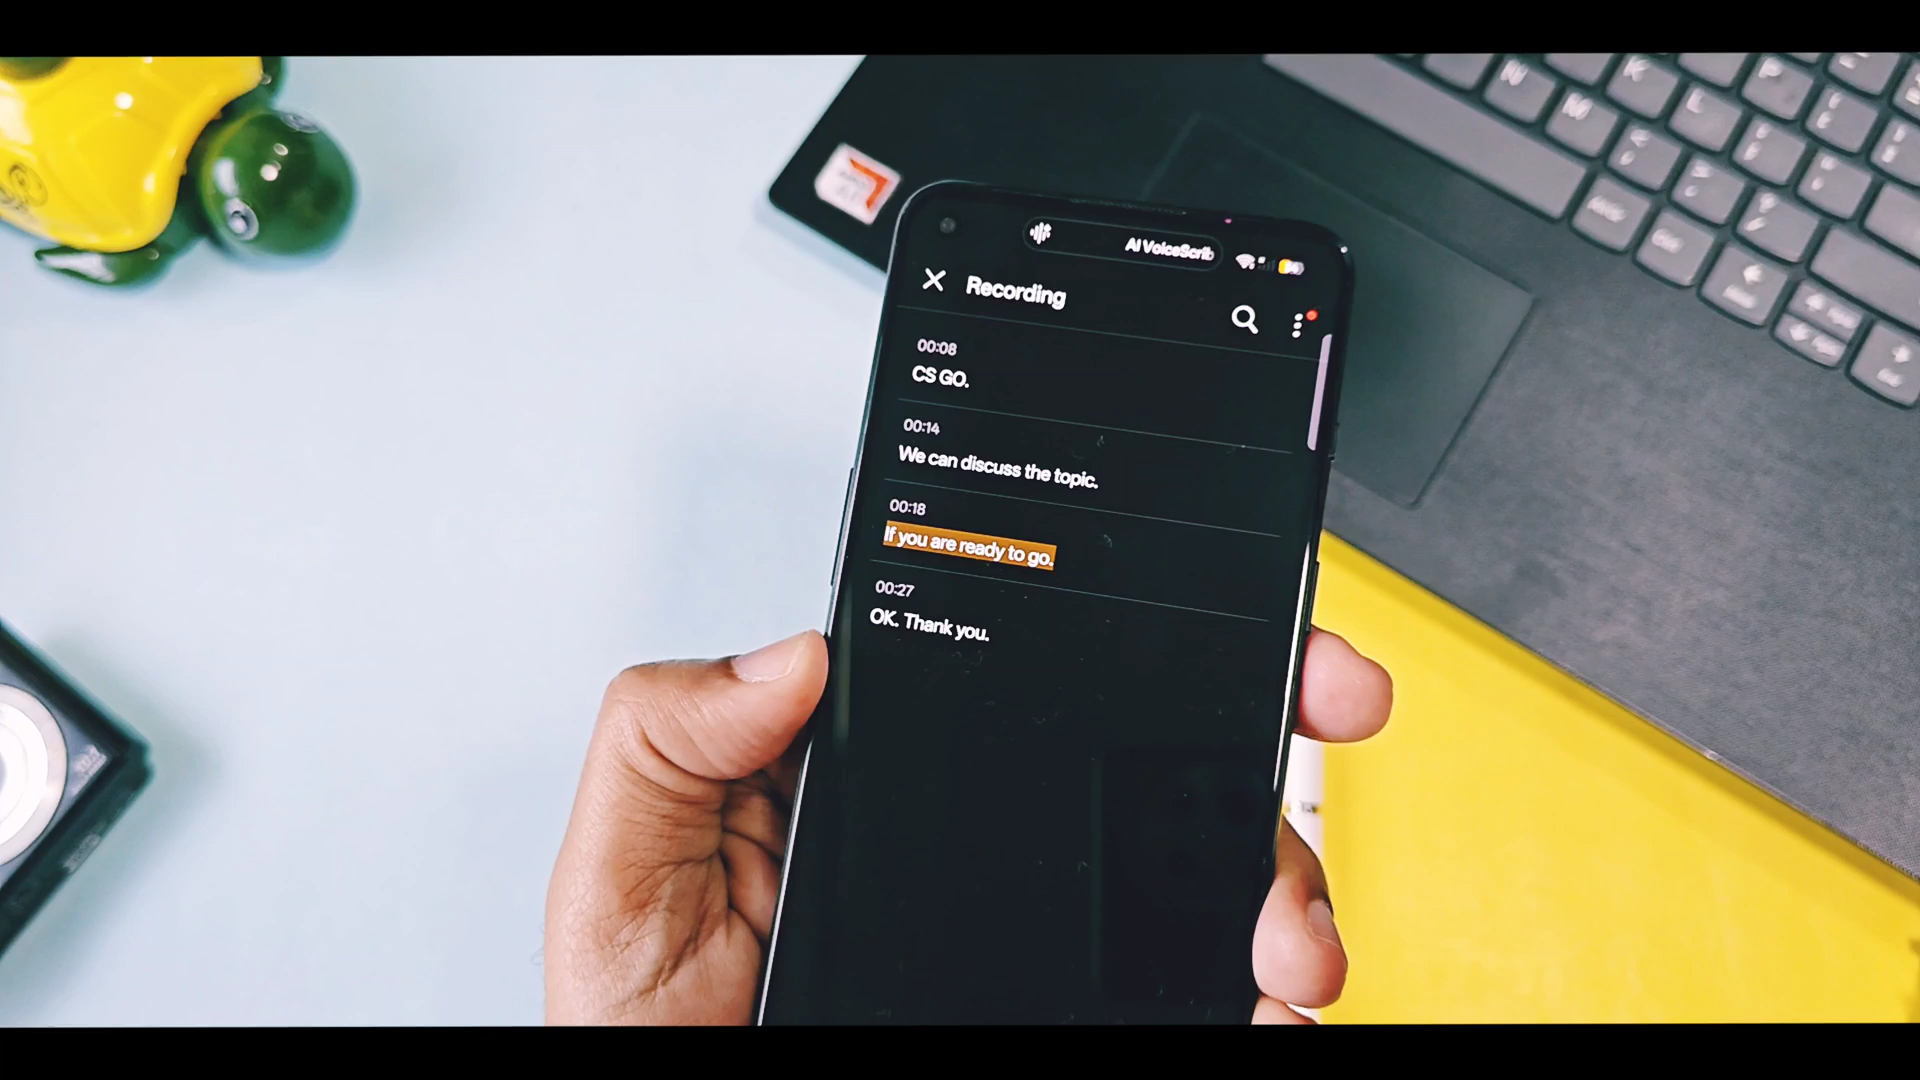 AI VoiceScrib
Recording
00:08
CS GO.
00:14
We can discuss the topic.
00:18
If you are ready to go.
00:27
OK. Thank you.